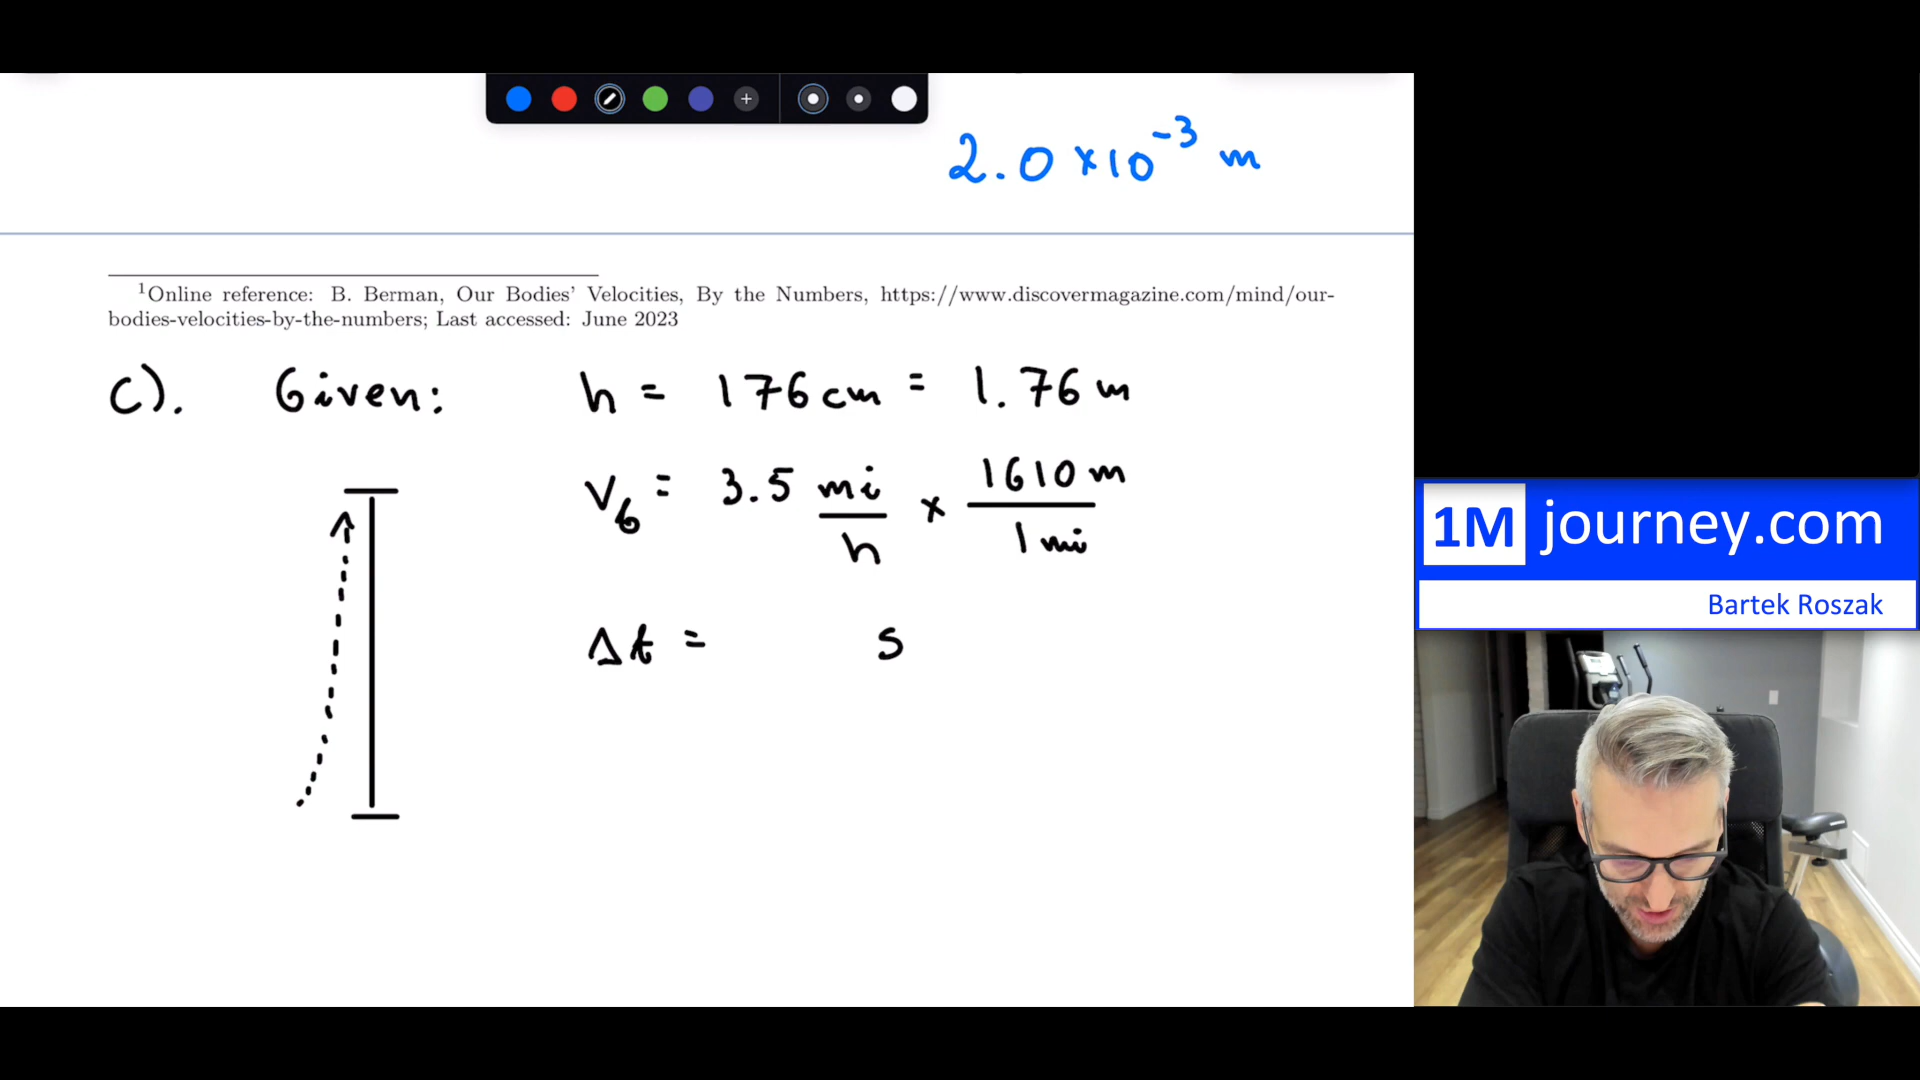 2.0 × 10⁻³ m
¹Online reference: B. Berman, Our Bodies' Velocities, By the Numbers, https://www.discovermagazine.com/mind/our-
bodies-velocities-by-the-numbers; Last accessed: June 2023
c). Given: h = 176 cm = 1.76 m
v₆ = 3.5 mi/h × 1610 m/1 mi
Δt = s
1M journey.com
Bartek Roszak